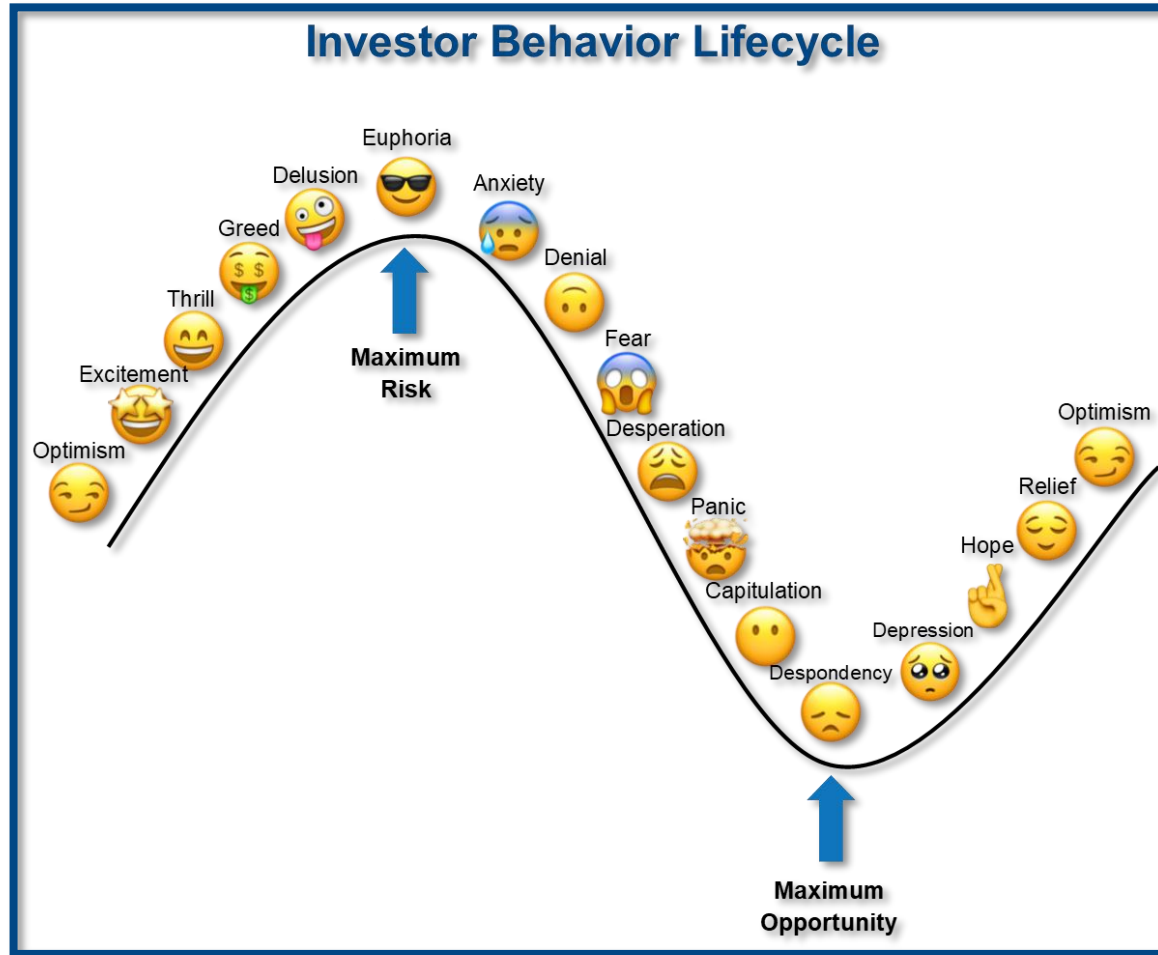 Investor Behavior Lifecycle
Optimism
Excitement
Thrill
Greed
Delusion
Euphoria
Maximum
Risk
Anxiety
Denial
Fear
Desperation
Panic
Capitulation
Despondency
Maximum
Opportunity
Depression
Hope
Relief
Optimism